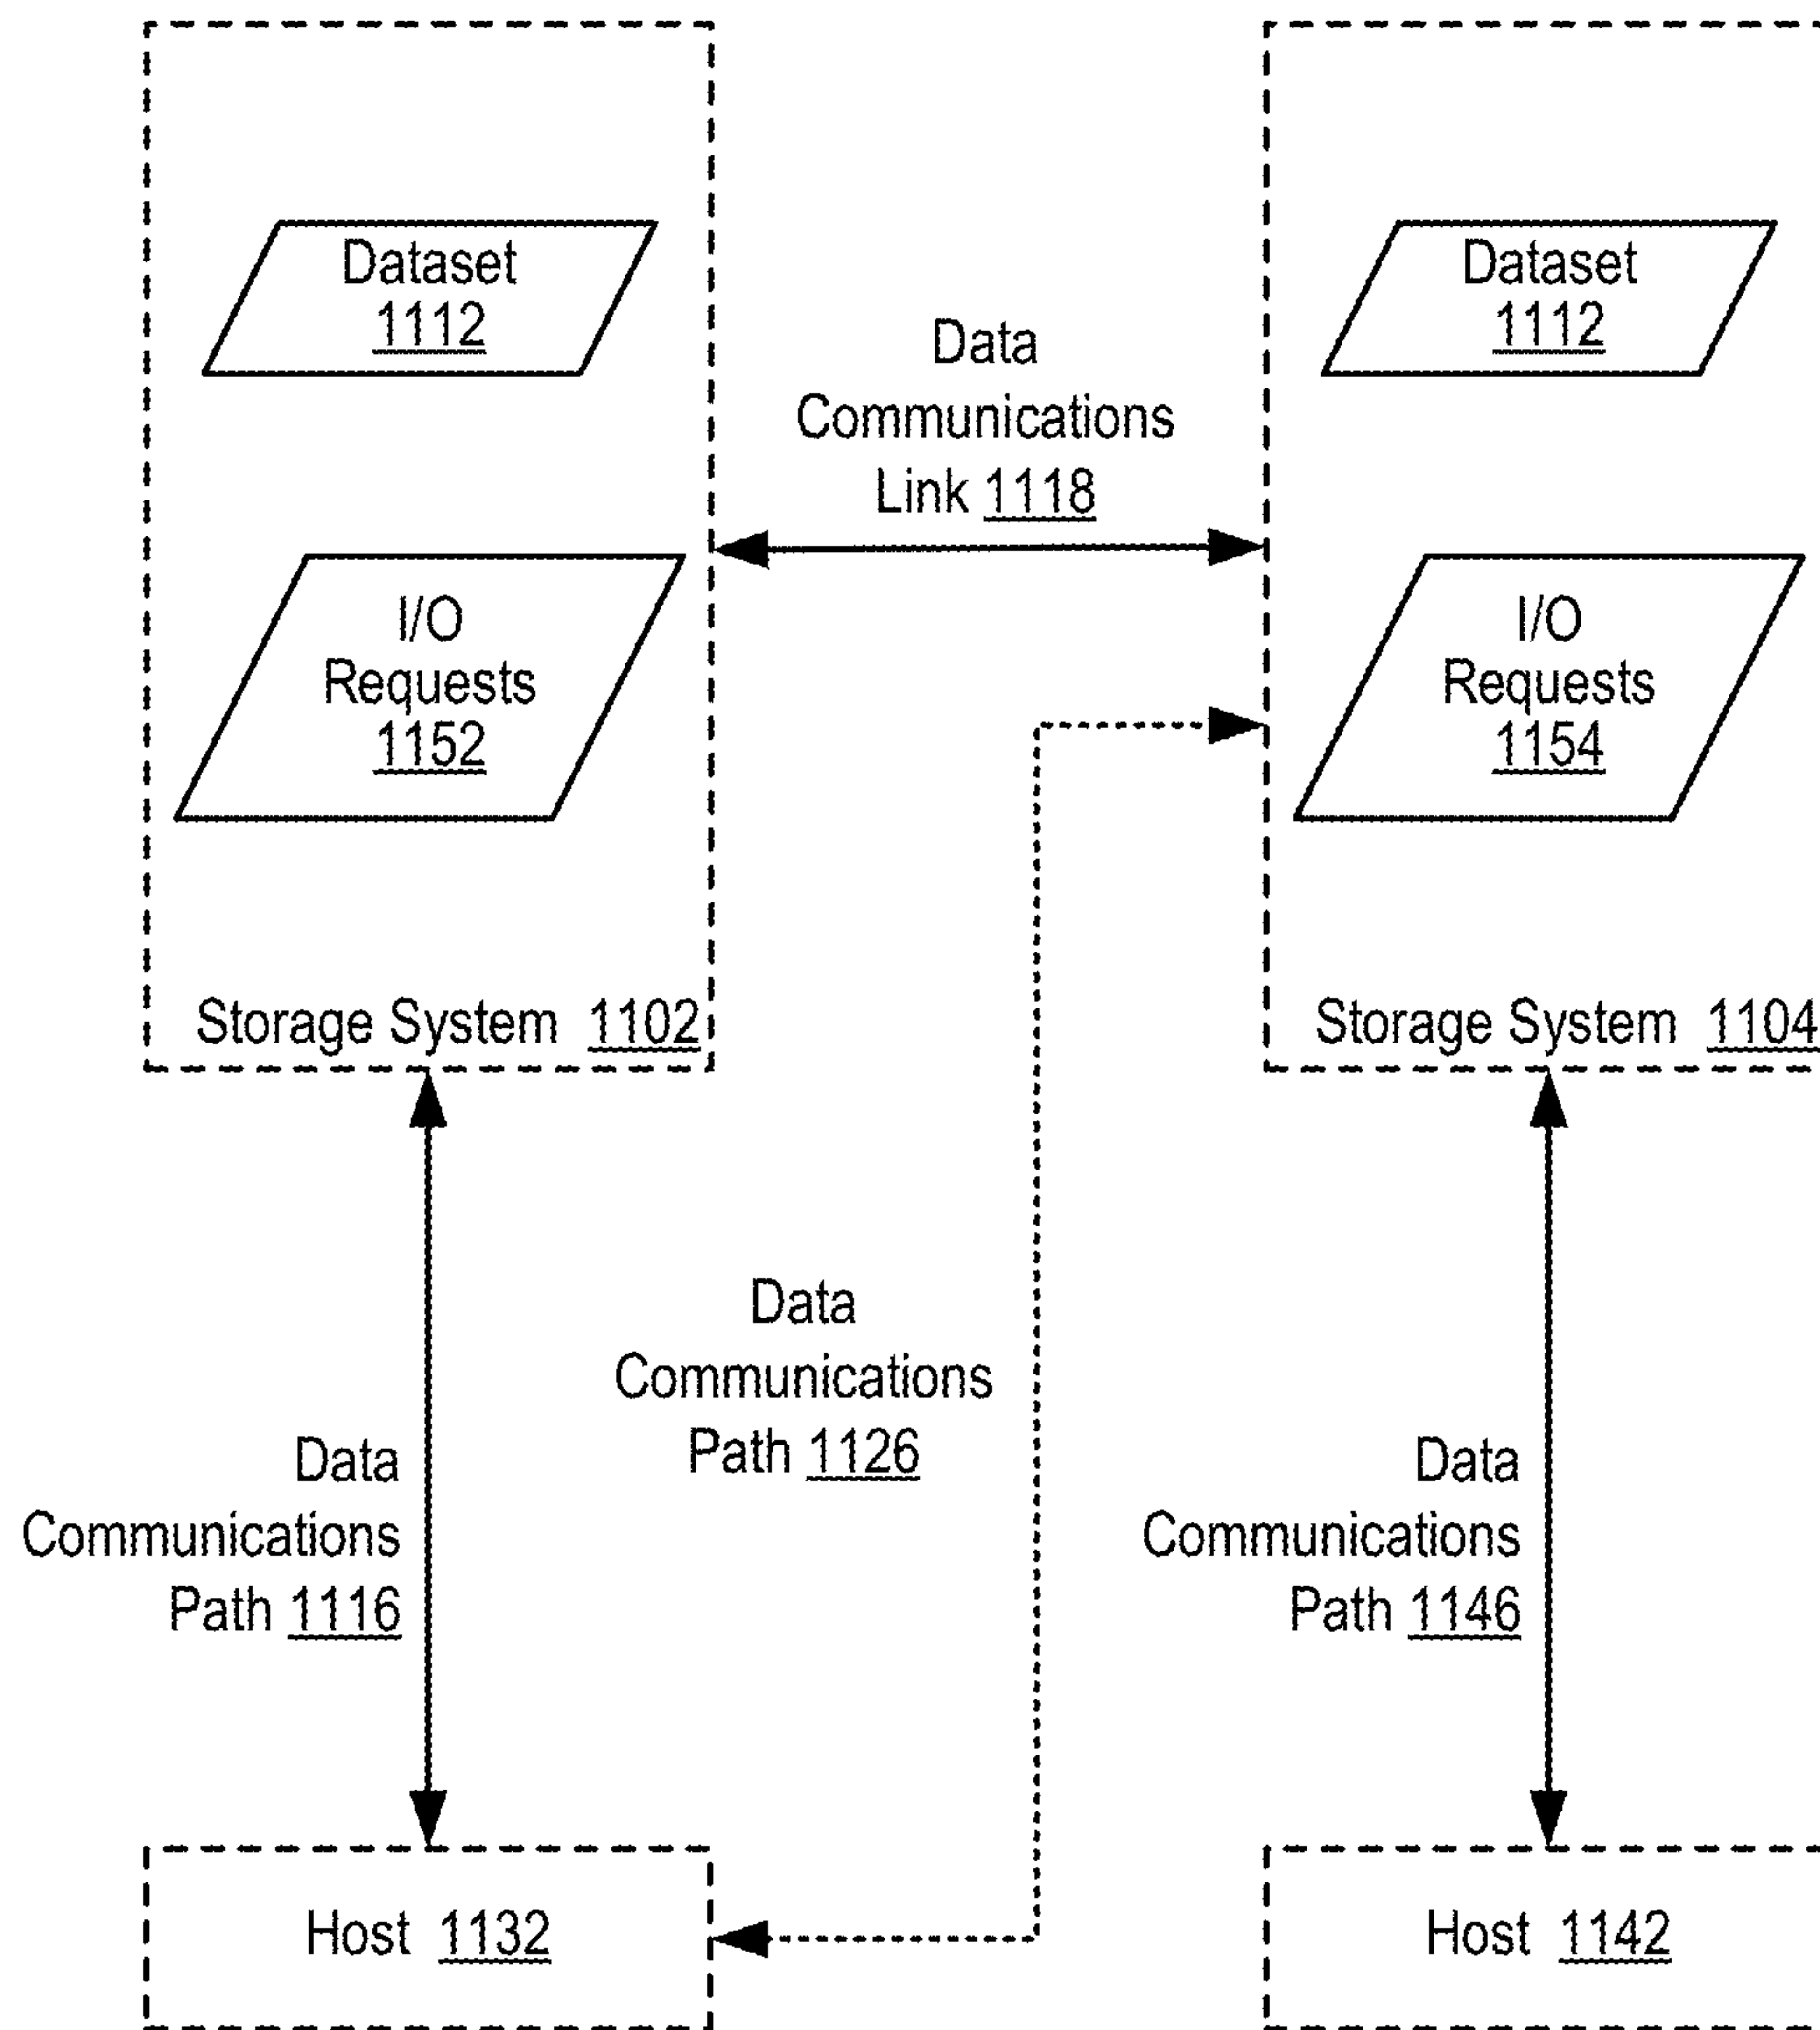 Dataset
1112
I/O
Requests
1152
Storage System 1102
Data
Communications
Link 1118
Dataset
1112
I/O
Requests
1154
Storage System 1104
Data
Communications
Path 1116
Data
Communications
Path 1126
Data
Communications
Path 1146
Host 1132
Host 1142